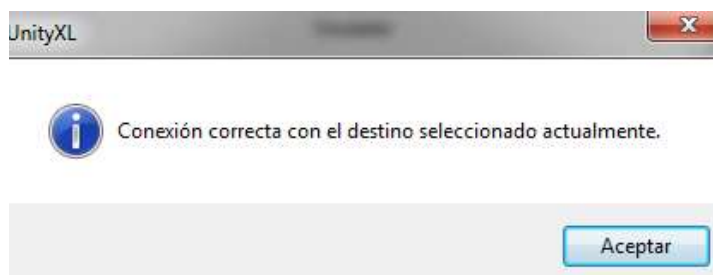 UnityXL
Conexión correcta con el destino seleccionado actualmente.
Aceptar